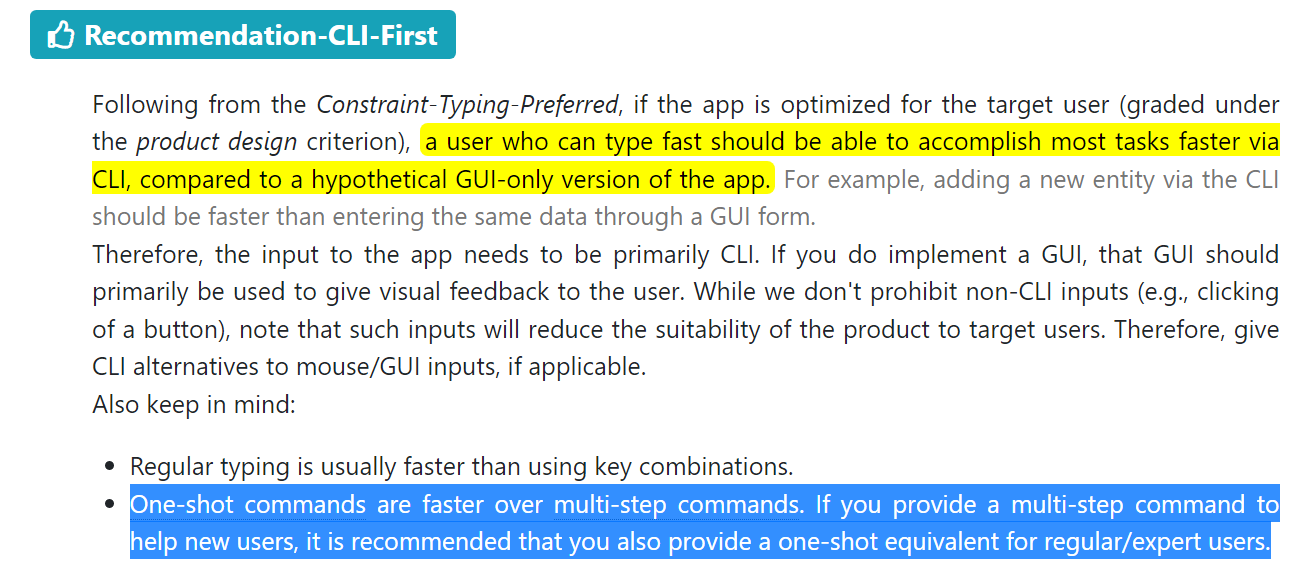 Recommendation-CLI-First
Following from the Constraint-Typing-Preferred, if the app is optimized for the target user (graded under
the product design criterion), a user who can type fast should be able to accomplish most tasks faster via
CLI, compared to a hypothetical GUI-only version of the app. For example, adding a new entity via the CLI
should be faster than entering the same data through a GUI form.
Therefore, the input to the app needs to be primarily CLI. If you do implement a GUI, that GUI should
primarily be used to give visual feedback to the user. While we don't prohibit non-CLI inputs (e.g., clicking
of a button), note that such inputs will reduce the suitability of the product to target users. Therefore, give
CLI alternatives to mouse/GUI inputs, if applicable.
Also keep in mind:
• Regular typing is usually faster than using key combinations.
• One-shot commands are faster over multi-step commands. If you provide a multi-step command to
help new users, it is recommended that you also provide a one-shot equivalent for regular/expert users.